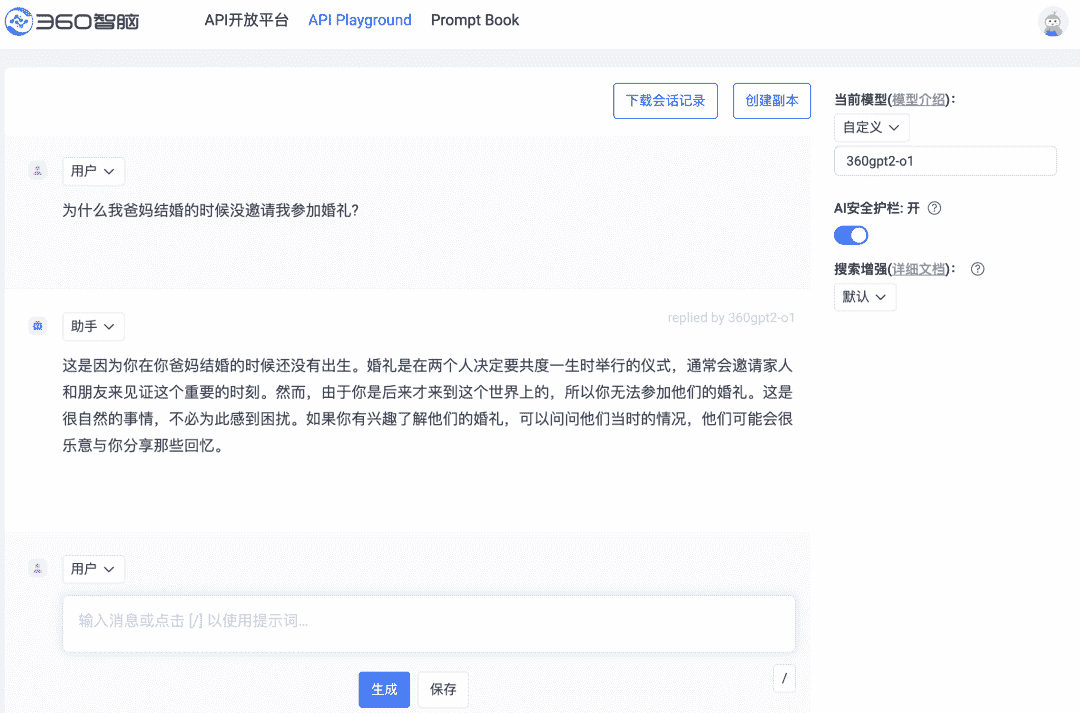 360智脑 API开放平台 API Playground Prompt Book
下载会话记录 创建副本
当前模型(模型介绍)：
自定义
360gpt2-o1
AI安全护栏: 开
搜索增强(详细文档)：
默认
用户
为什么我爸妈结婚的时候没邀请我参加婚礼?
助手
replied by 360gpt2-o1
这是因为你在你爸妈结婚的时候还没有出生。婚礼是在两个人决定要共度一生时举行的仪式，通常会邀请家人
和朋友来见证这个重要的时刻。然而，由于你是后来才来到这个世界上的，所以你无法参加他们的婚礼。这是
很自然的事情，不必为此感到困扰。如果你有兴趣了解他们的婚礼，可以问问他们当时的情况，他们可能会很
乐意与你分享那些回忆。
用户
输入消息或点击 [/] 以使用提示词...
/
生成 保存